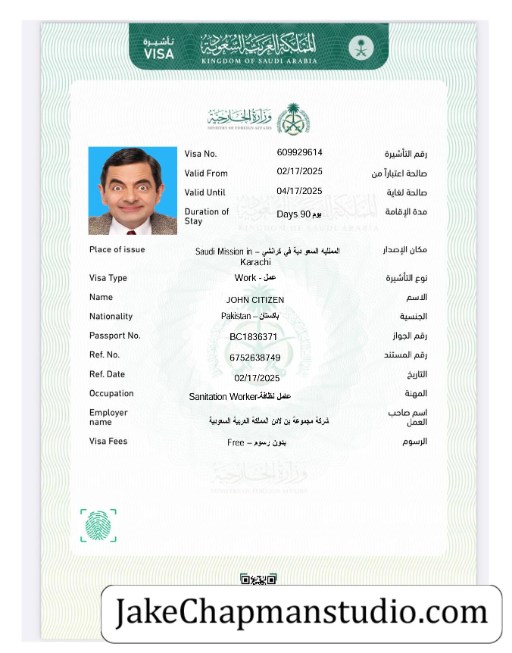 تأشيرة
VISA
المملكة العربية السعودية
KINGDOM OF SAUDI ARABIA
وزارة الخارجية
MINISTRY OF FOREIGN AFFAIRS
Visa No. 609929614 رقم التأشيرة
Valid From 02/17/2025 صالحة اعتباراً من
Valid Until 04/17/2025 صالحة لغاية
Duration of Stay Days 90 يوم مدة الإقامة
Place of issue Saudi Mission in – الممثليه السعو دية في كراتشي مكان الإصدار
Karachi
Visa Type Work - عمل نوع التأشيرة
Name JOHN CITIZEN الاسم
Nationality Pakistan – باكستان الجنسية
Passport No. BC1836371 رقم الجواز
Ref. No. 6752638749 رقم المستند
Ref. Date 02/17/2025 التاريخ
Occupation Sanitation Worker-عامل نظافة المهنة
Employer name شركة مجموعة بن لادن المملكة العربية السعودية اسم صاحب العمل
Visa Fees Free – بدون رسوم الرسوم
وزارة الخارجية
JakeChapmanstudio.com